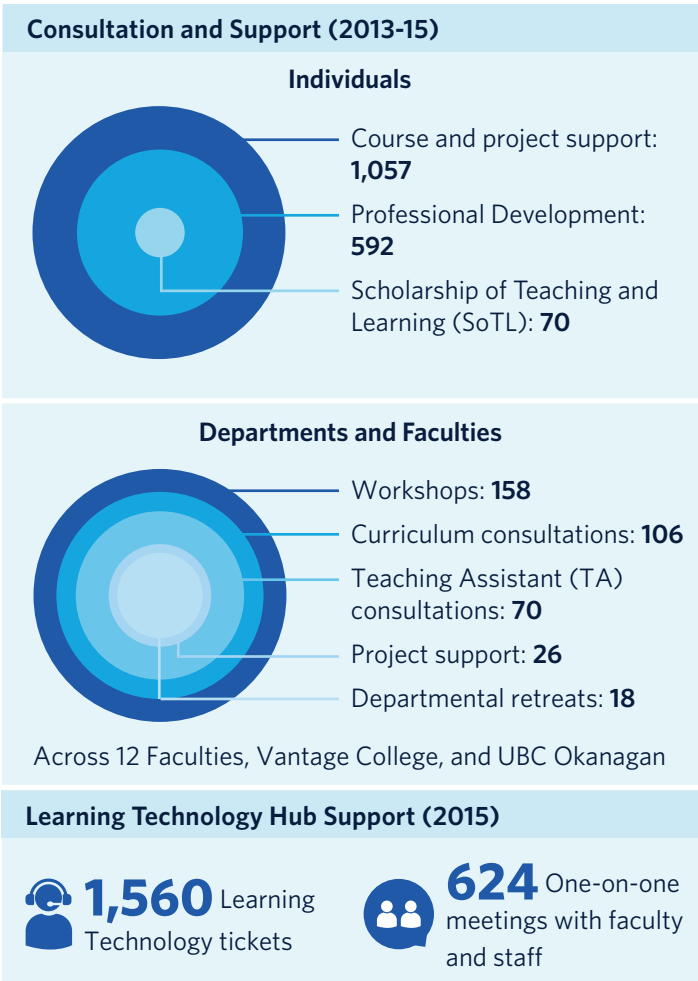 Consultation and Support (2013-15)
Individuals
Course and project support:
1,057
Professional Development:
592
Scholarship of Teaching and
Learning (SoTL): 70
Departments and Faculties
Workshops: 158
Curriculum consultations: 106
Teaching Assistant (TA)
consultations: 70
Project support: 26
Departmental retreats: 18
Across 12 Faculties, Vantage College, and UBC Okanagan
Learning Technology Hub Support (2015)
1,560 Learning
Technology tickets
624 One-on-one
meetings with faculty
and staff